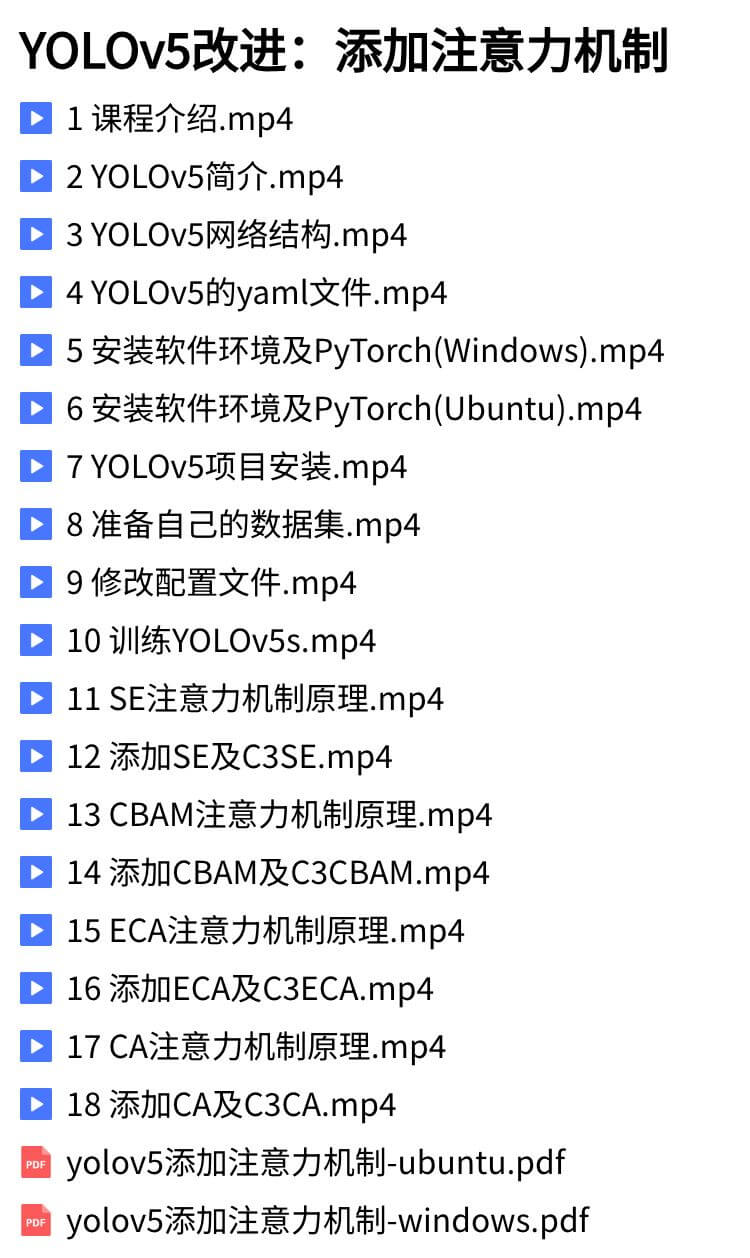 YOLOv5改进：添加注意力机制
1 课程介绍.mp4
2 YOLOv5简介.mp4
3 YOLOv5网络结构.mp4
4 YOLOv5的yaml文件.mp4
5 安装软件环境及PyTorch(Windows).mp4
6 安装软件环境及PyTorch(Ubuntu).mp4
7 YOLOv5项目安装.mp4
8 准备自己的数据集.mp4
9 修改配置文件.mp4
10 训练YOLOv5s.mp4
11 SE注意力机制原理.mp4
12 添加SE及C3SE.mp4
13 CBAM注意力机制原理.mp4
14 添加CBAM及C3CBAM.mp4
15 ECA注意力机制原理.mp4
16 添加ECA及C3ECA.mp4
17 CA注意力机制原理.mp4
18 添加CA及C3CA.mp4
PDF yolov5添加注意力机制-ubuntu.pdf
PDF yolov5添加注意力机制-windows.pdf